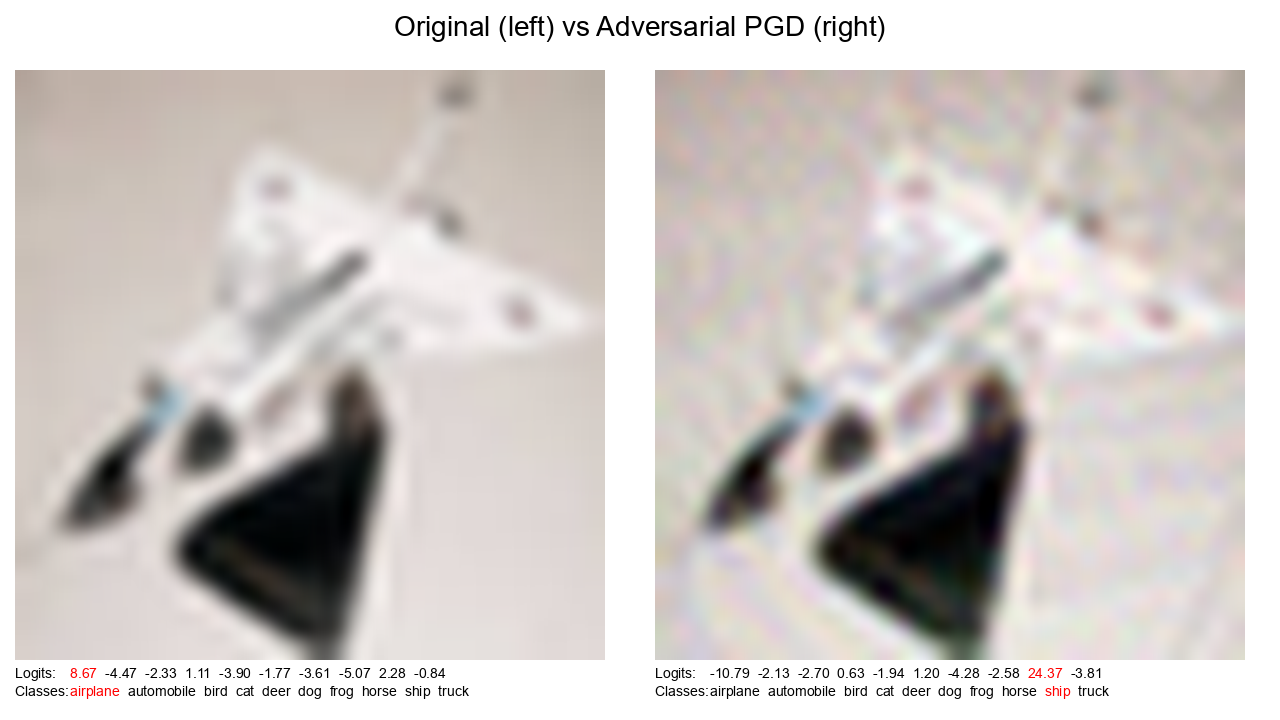 Original (left) vs Adversarial PGD (right)
Logits: 8.67 -4.47 -2.33 1.11 -3.90 -1.77 -3.61 -5.07 2.28 -0.84
Classes:airplane automobile bird cat deer dog frog horse ship truck
Logits: -10.79 -2.13 -2.70 0.63 -1.94 1.20 -4.28 -2.58 24.37 -3.81
Classes:airplane automobile bird cat deer dog frog horse ship truck